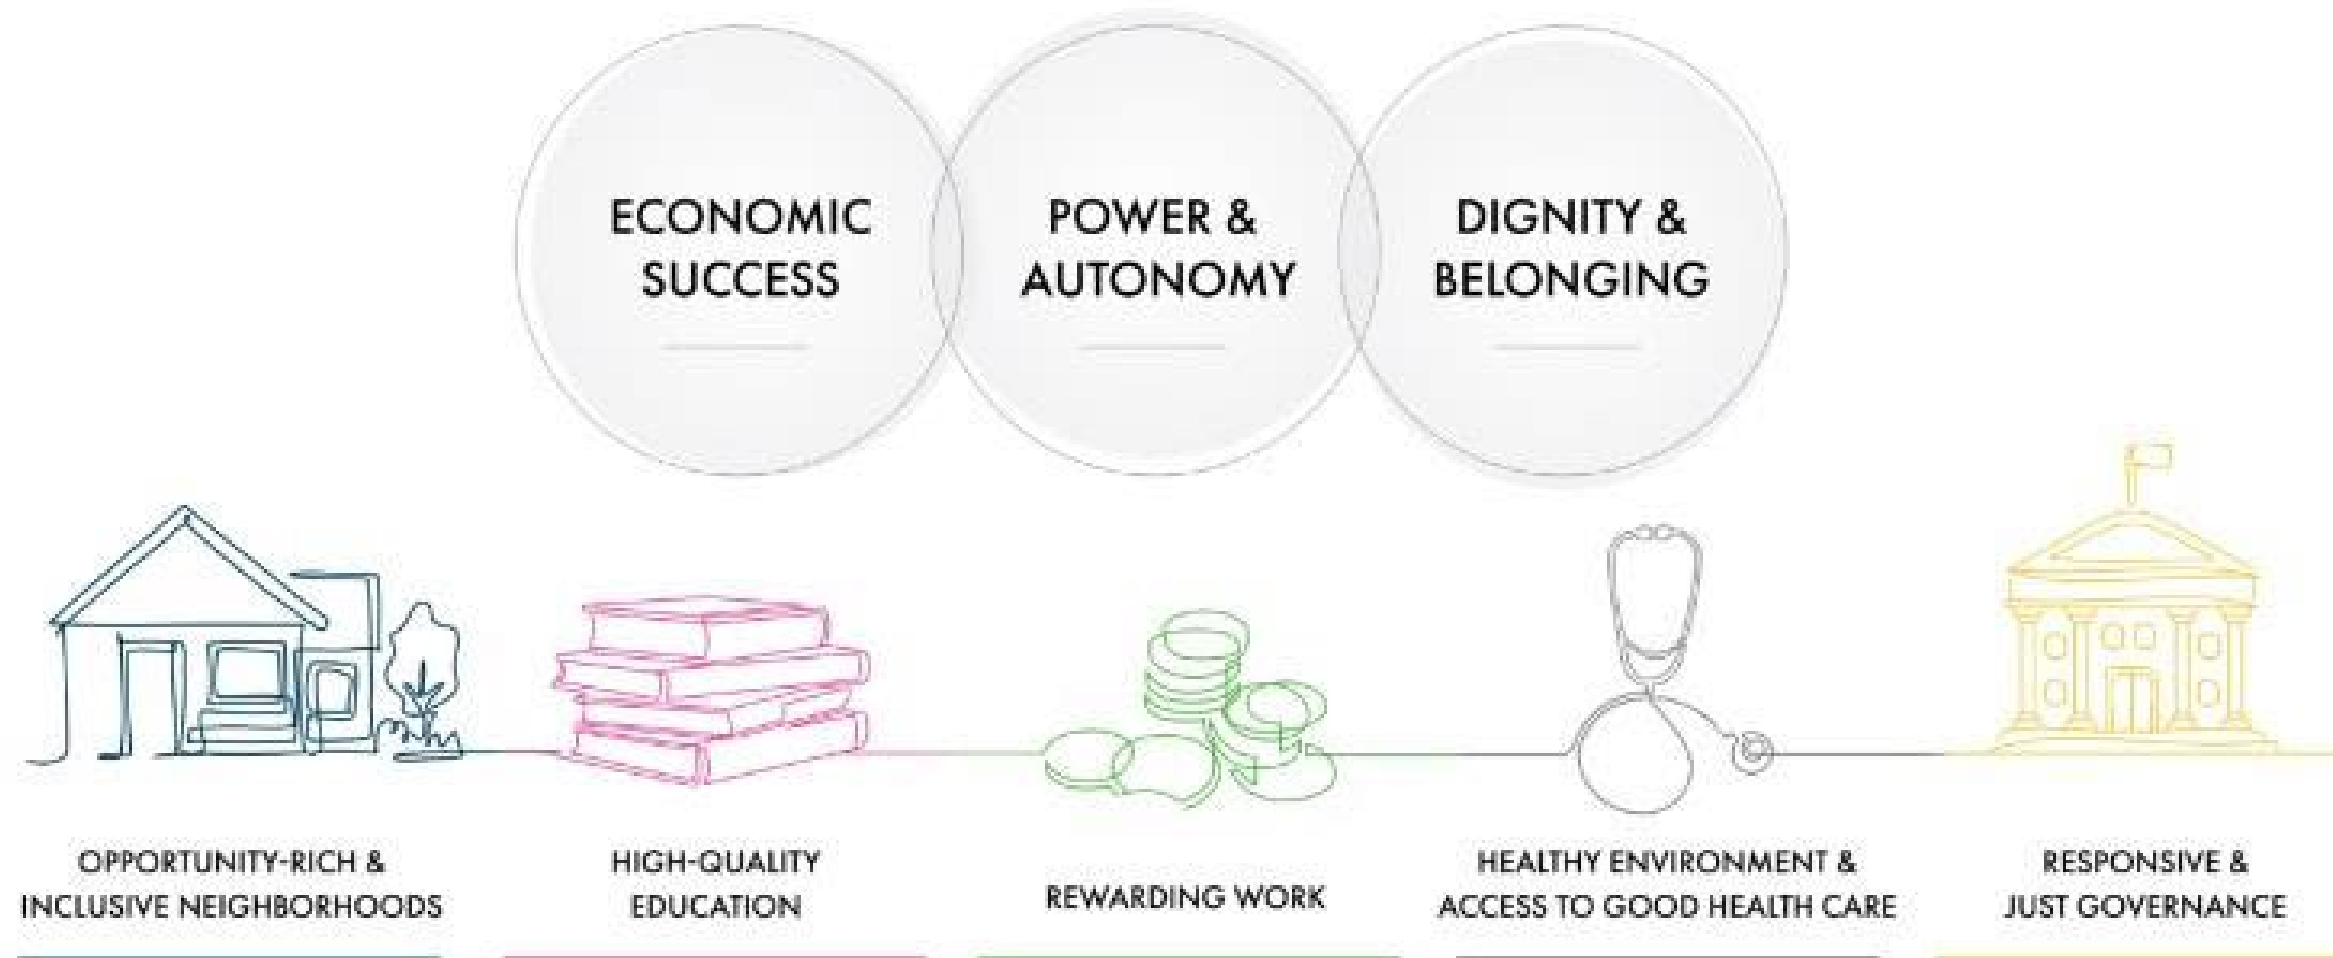 ECONOMIC
SUCCESS
POWER &
AUTONOMY
DIGNITY &
BELONGING
OPPORTUNITY-RICH &
INCLUSIVE NEIGHBORHOODS
HIGH-QUALITY
EDUCATION
REWARDING WORK
HEALTHY ENVIRONMENT &
ACCESS TO GOOD HEALTH CARE
RESPONSIVE &
JUST GOVERNANCE